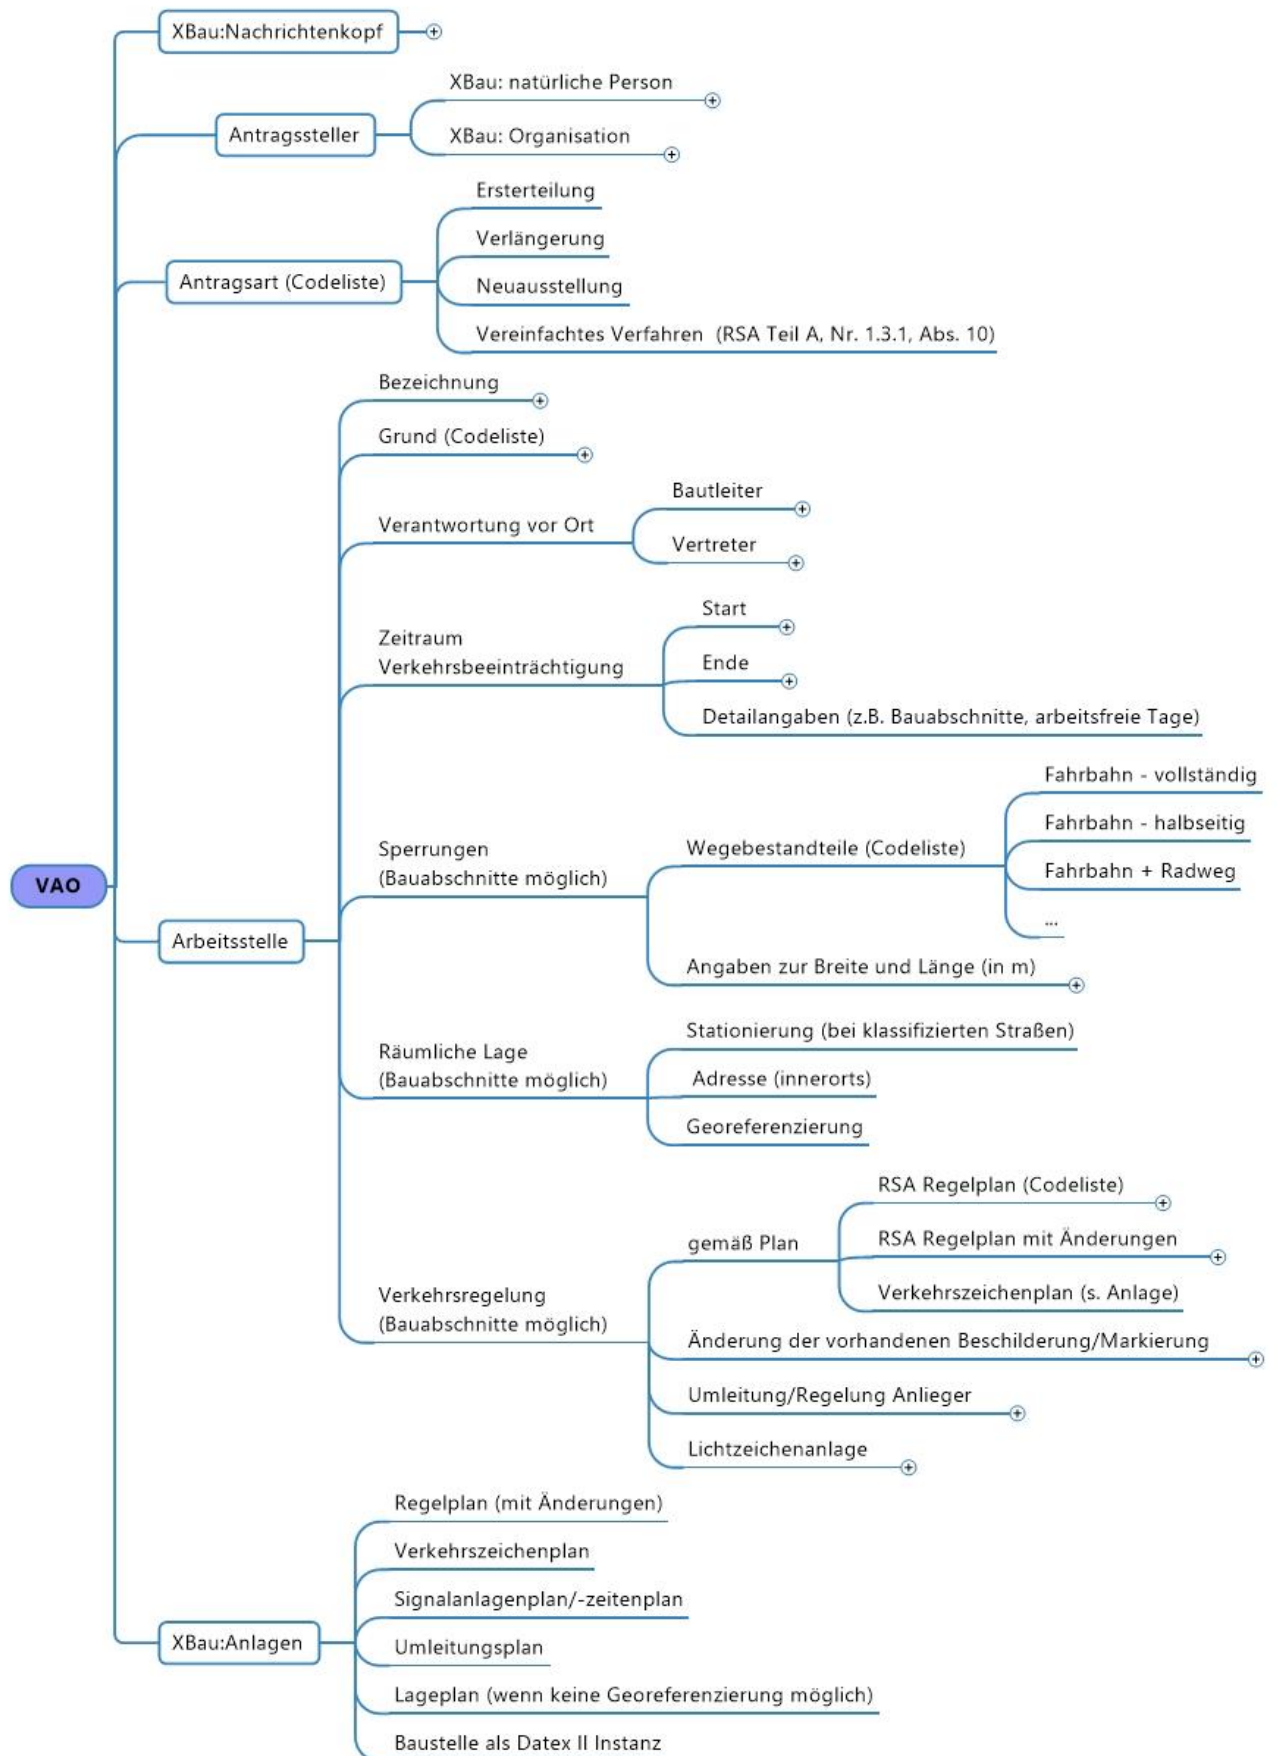 XBau:Nachrichtenkopf
XBau: natürliche Person
Antragssteller
XBau: Organisation
Ersterteilung
Verlängerung
Antragsart (Codeliste)
Neuausstellung
Vereinfachtes Verfahren (RSA Teil A, Nr. 1.3.1, Abs. 10)
Bezeichnung
Grund (Codeliste)
Bautleiter
Verantwortung vor Ort
Vertreter
Start
Zeitraum
Verkehrsbeeinträchtigung
Ende
Detailangaben (z.B. Bauabschnitte, arbeitsfreie Tage)
Fahrbahn - vollständig
Fahrbahn - halbseitig
Sperrungen
(Bauabschnitte möglich)
Wegebestandteile (Codeliste)
Fahrbahn + Radweg
...
VAO
Arbeitsstelle
Angaben zur Breite und Länge (in m)
Stationierung (bei klassifizierten Straßen)
Räumliche Lage
(Bauabschnitte möglich)
Adresse (innerorts)
Georeferenzierung
RSA Regelplan (Codeliste)
gemäß Plan
RSA Regelplan mit Änderungen
Verkehrszeichenplan (s. Anlage)
Verkehrsregelung
(Bauabschnitte möglich)
Änderung der vorhandenen Beschilderung/Markierung
Umleitung/Regelung Anlieger
Lichtzeichenanlage
Regelplan (mit Änderungen)
Verkehrszeichenplan
Signalanlagenplan/-zeitenplan
XBau:Anlagen
Umleitungsplan
Lageplan (wenn keine Georeferenzierung möglich)
Baustelle als Datex II Instanz